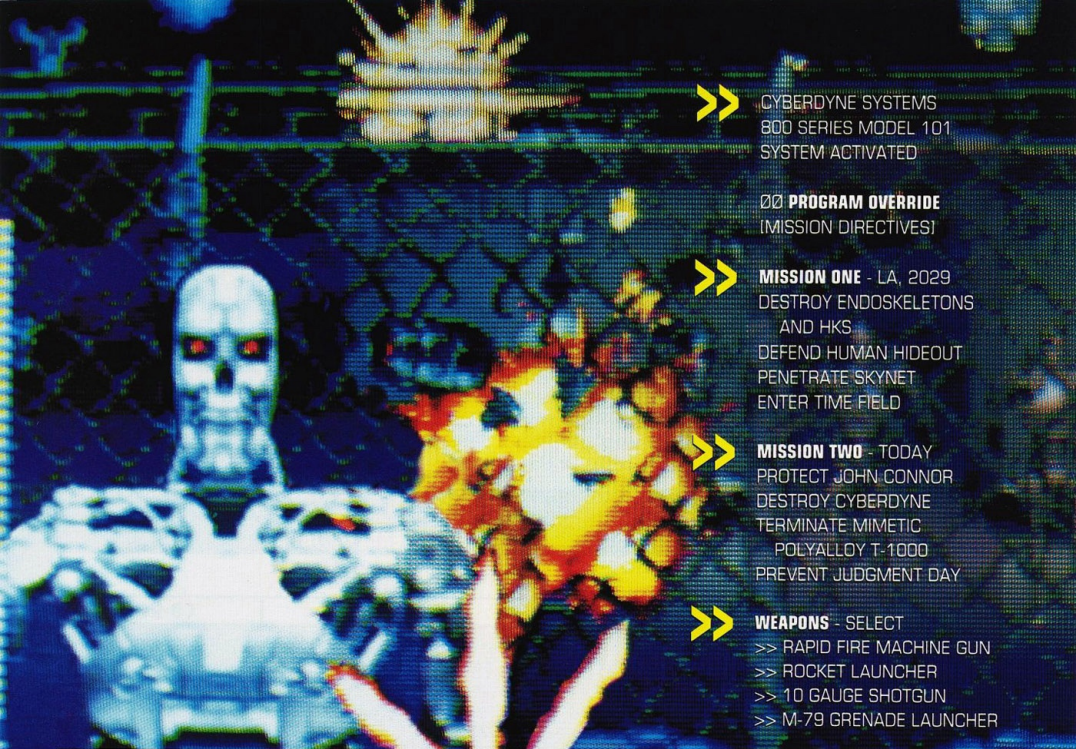 >> CYBERDYNE SYSTEMS
800 SERIES MODEL 101
SYSTEM ACTIVATED
00 PROGRAM OVERRIDE
[MISSION DIRECTIVES]
>> MISSION ONE - LA, 2029
DESTROY ENDOSKELETONS
AND HKS
DEFEND HUMAN HIDEOUT
PENETRATE SKYNET
ENTER TIME FIELD
>> MISSION TWO - TODAY
PROTECT JOHN CONNOR
DESTROY CYBERDYNE
TERMINATE MIMETIC
POLYALLOY T-1000
PREVENT JUDGMENT DAY
>> WEAPONS - SELECT
>> RAPID FIRE MACHINE GUN
>> ROCKET LAUNCHER
>> 10 GAUGE SHOTGUN
>> M-79 GRENADE LAUNCHER